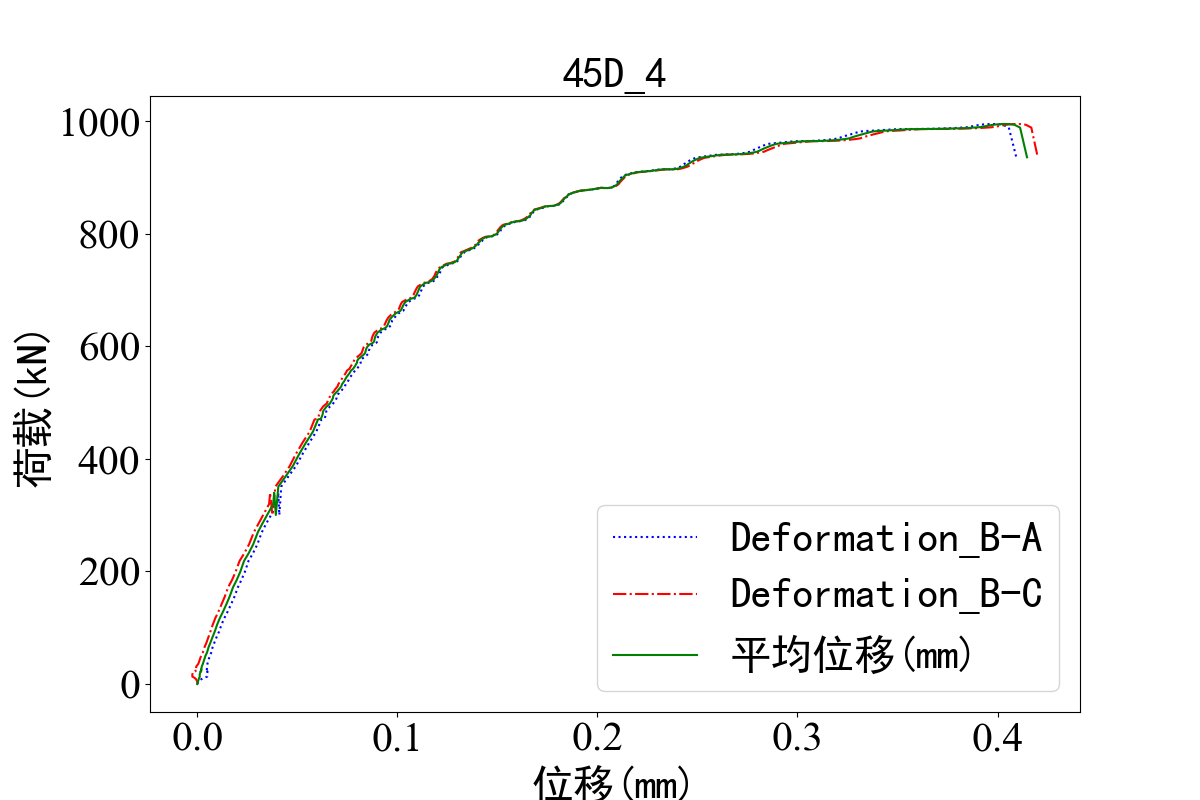 45D_4
荷载(kN)
1000
800
600
400
200
0
0.0 0.1 0.2 0.3 0.4
位移(mm)
Deformation_B-A
Deformation_B-C
平均位移(mm)